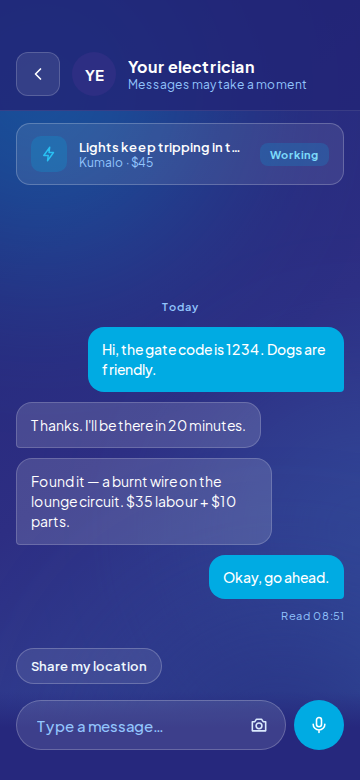 YE
Your electrician
Messages may take a moment
Lights keep tripping in t...
Kumalo · $45
Working
Today
Hi, the gate code is 1234. Dogs are
friendly.
Thanks. I'll be there in 20 minutes.
Found it — a burnt wire on the
lounge circuit. $35 labour + $10
parts.
Okay, go ahead.
Read 08:51
Share my location
Type a message...